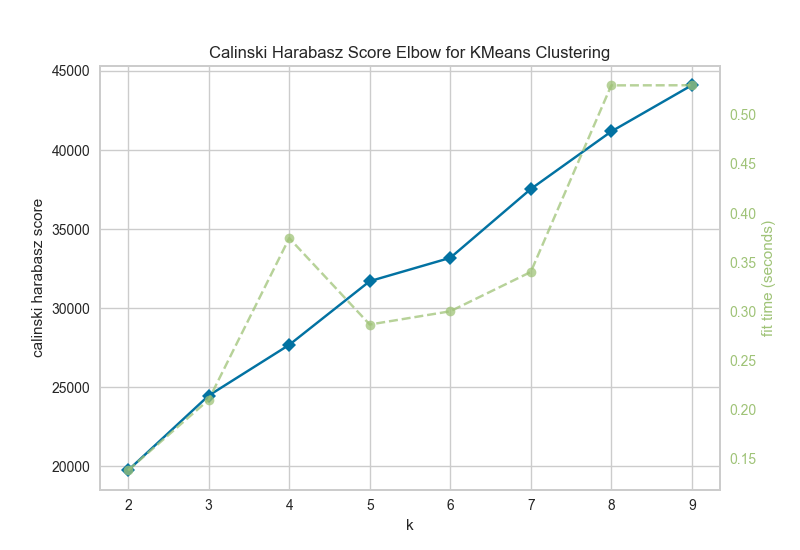 Calinski Harabasz Score Elbow for KMeans Clustering
45000
40000
35000
30000
25000
20000
calinski harabasz score
0.50
0.45
0.40
0.35
0.30
0.25
0.20
0.15
fit time (seconds)
2 3 4 5 6 7 8 9
k